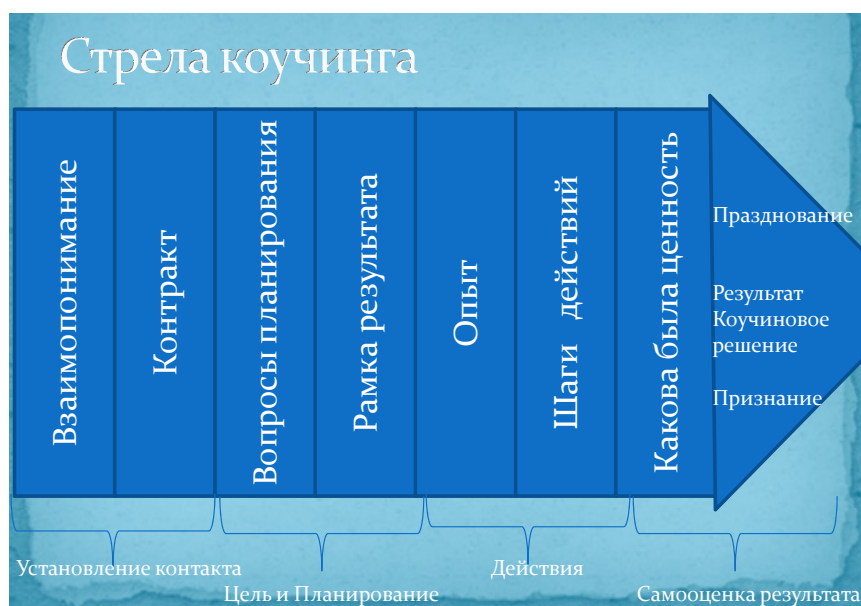 Стрела коучинга
Взаимопонимание
Контракт
Вопросы планирования
Рамка результата
Опыт
Шаги действий
Какова была ценность
Празднование
Результат
Коучиновое
решение
Признание
Установление контакта
Цель и Планирование
Действия
Самооценка результата